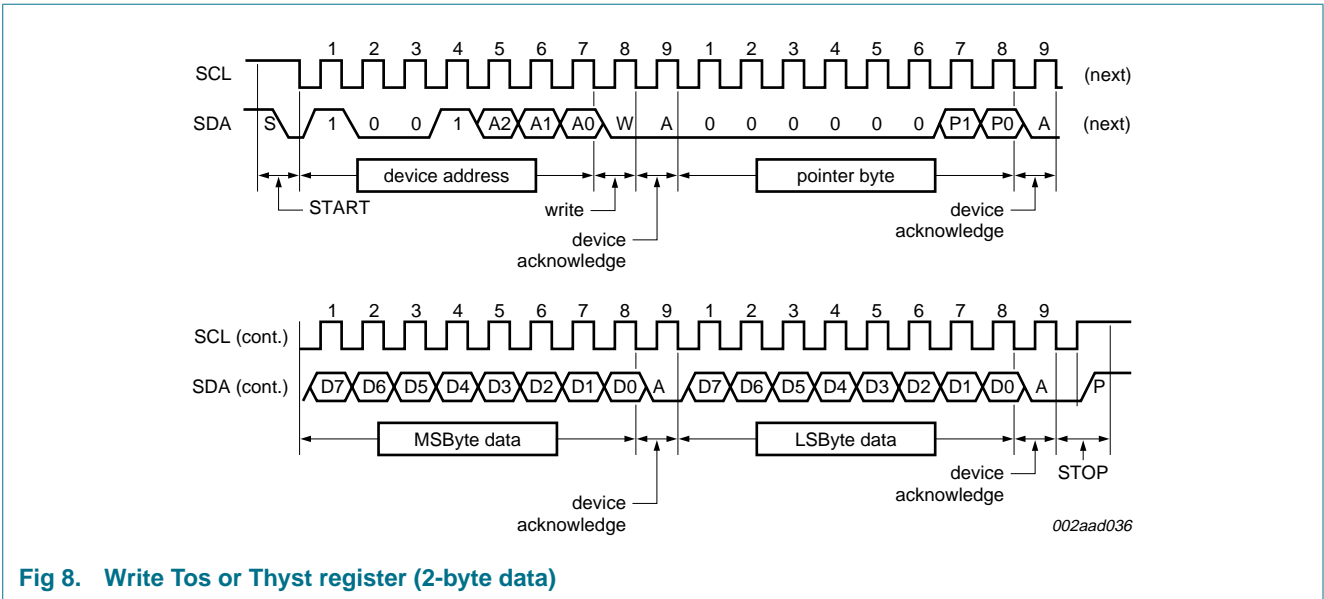 1 2 3 4 5 6 7 8 9 1 2 3 4 5 6 7 8 9
SCL (next)
SDA S 1 0 0 1 A2 A1 A0 W A 0 0 0 0 0 0 P1 P0 A (next)
device address pointer byte
START write device
device acknowledge
acknowledge
1 2 3 4 5 6 7 8 9 1 2 3 4 5 6 7 8 9
SCL (cont.)
SDA (cont.) D7 D6 D5 D4 D3 D2 D1 D0 A D7 D6 D5 D4 D3 D2 D1 D0 A P
MSByte data LSByte data
device STOP
acknowledge
device
acknowledge
002aad036
Fig 8. Write Tos or Thyst register (2-byte data)